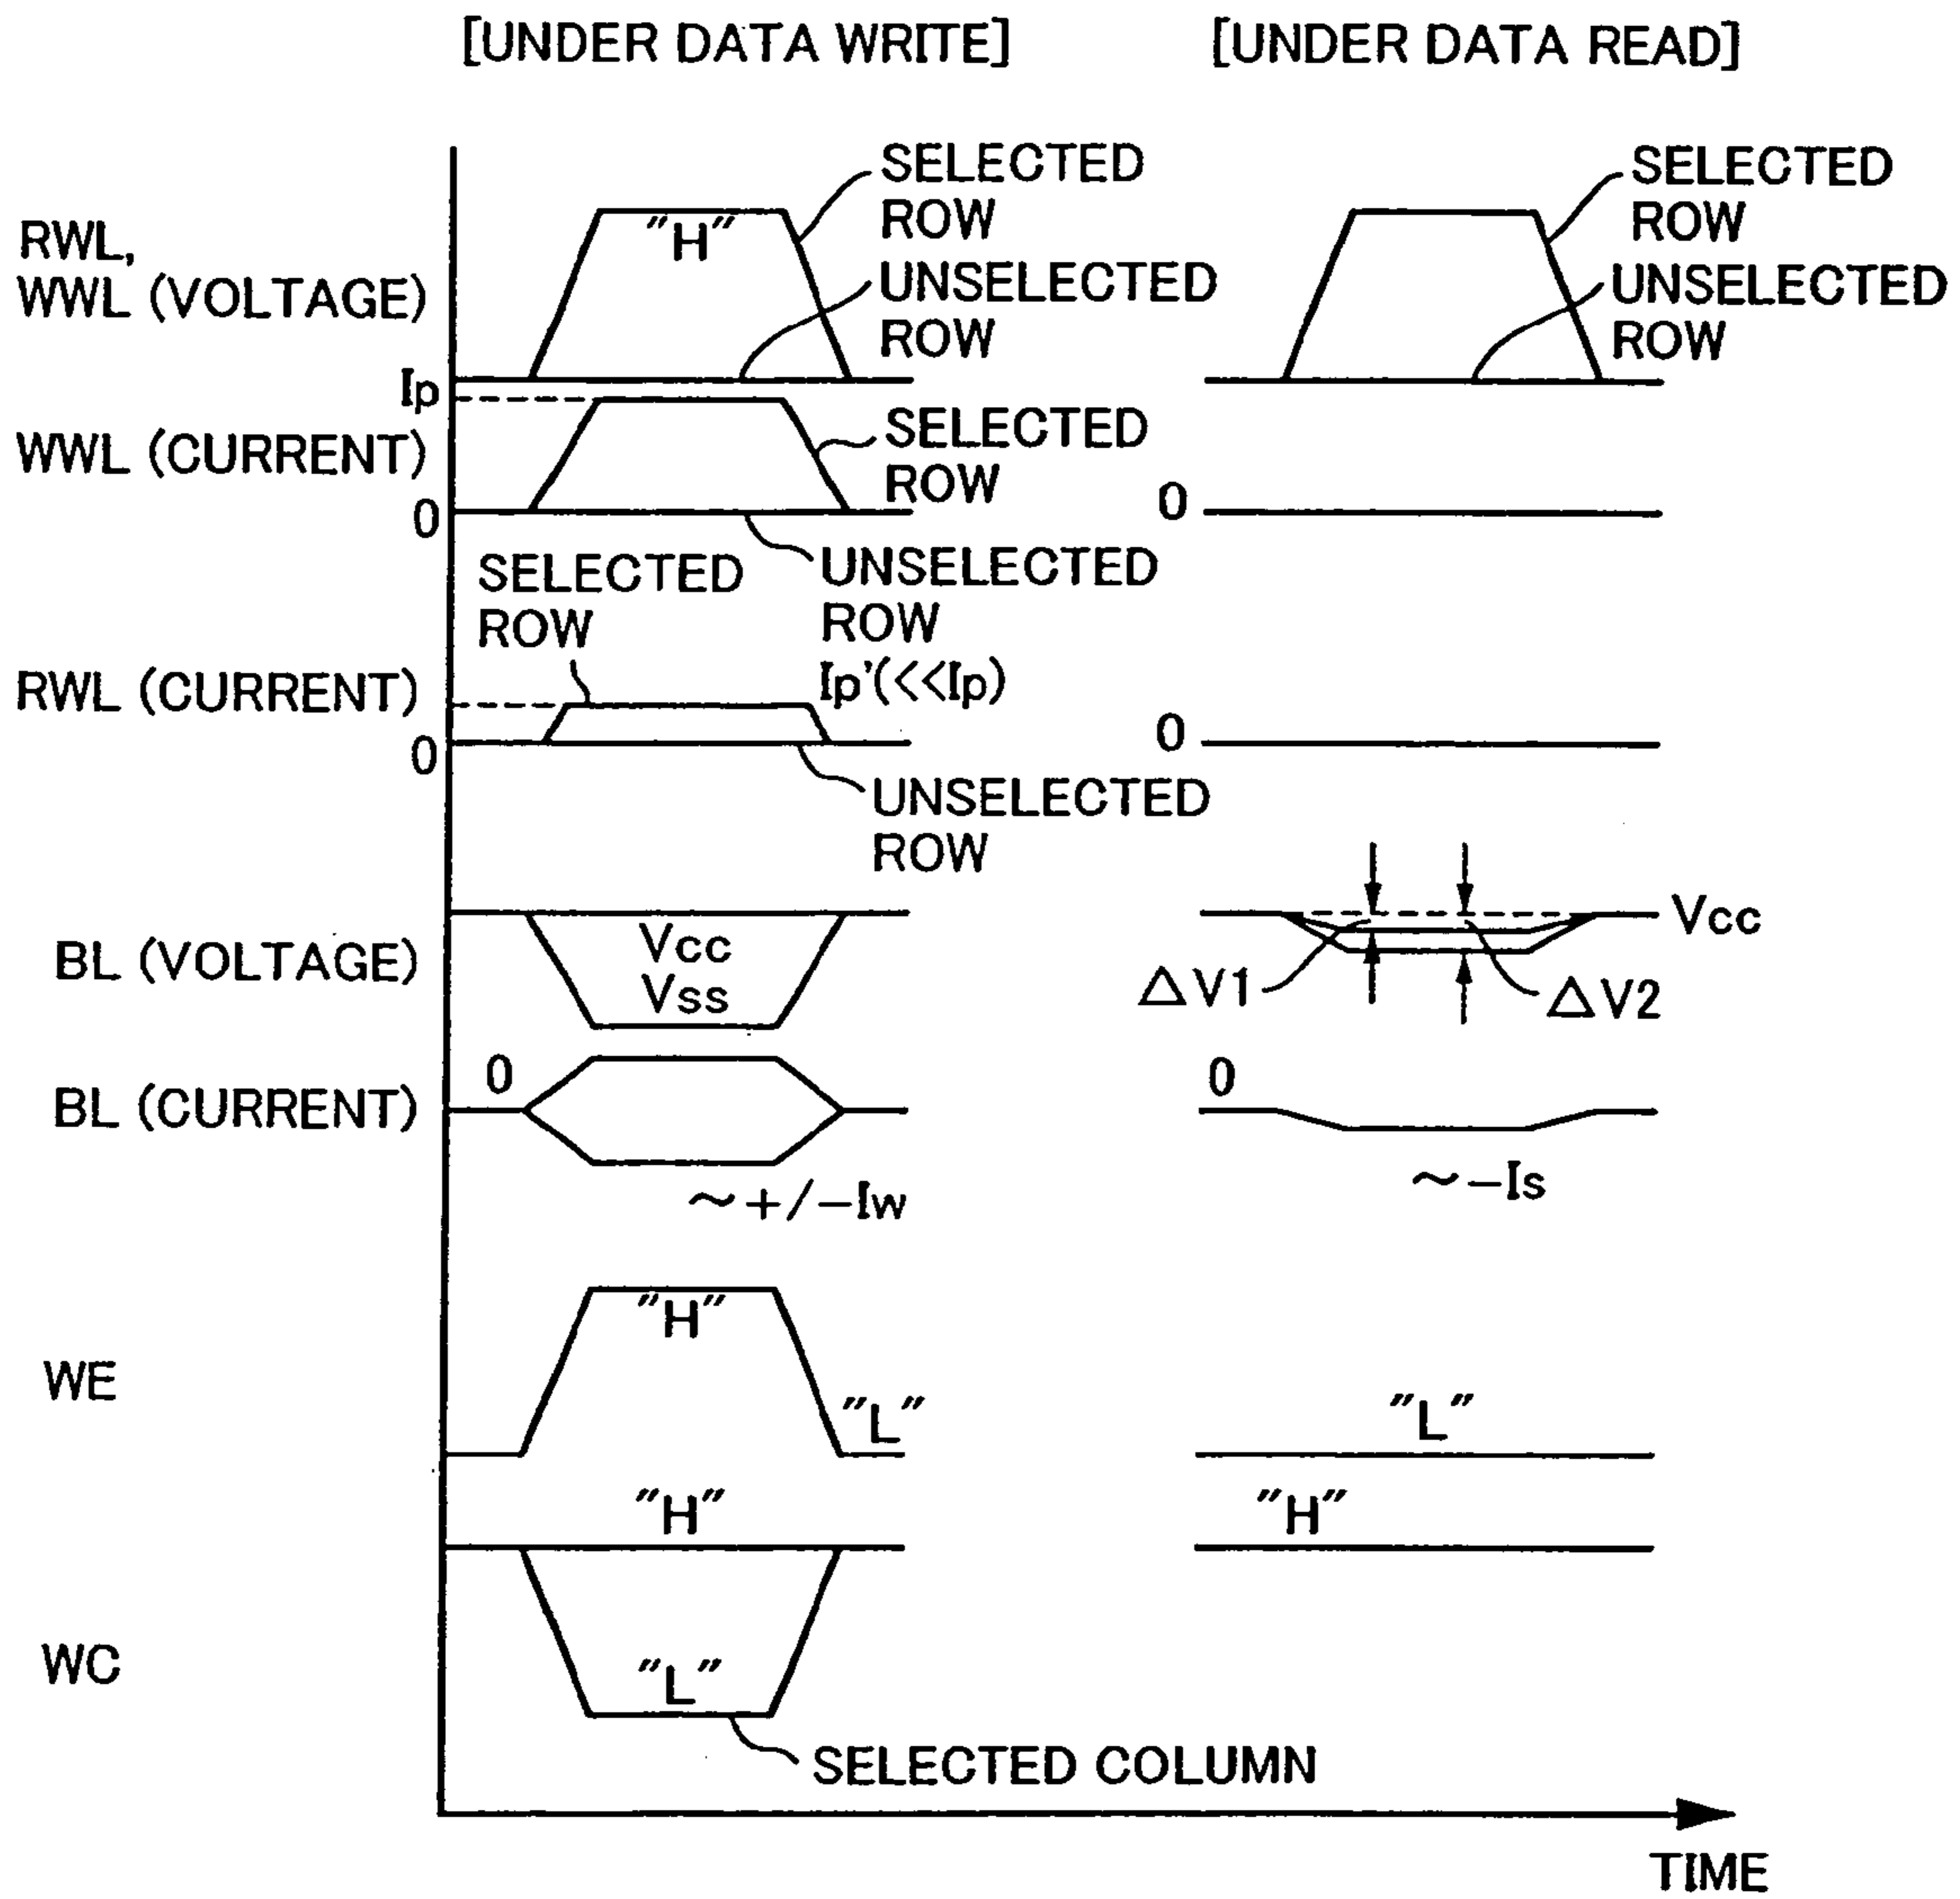 [UNDER DATA WRITE]
[UNDER DATA READ]
SELECTED
ROW
SELECTED
ROW
RWL,
WWL (VOLTAGE)
"H"
UNSELECTED
ROW
UNSELECTED
ROW
Ip
WWL (CURRENT)
SELECTED
ROW
0
0
SELECTED
ROW
UNSELECTED
ROW
Ip'(<<Ip)
RWL (CURRENT)
0
0
UNSELECTED
ROW
BL (VOLTAGE)
Vcc
Vss
Vcc
△V1
△V2
BL (CURRENT)
0
0
~+/-Iw
~-Is
WE
"H"
"L"
"L"
"H"
"H"
WC
"L"
SELECTED COLUMN
TIME